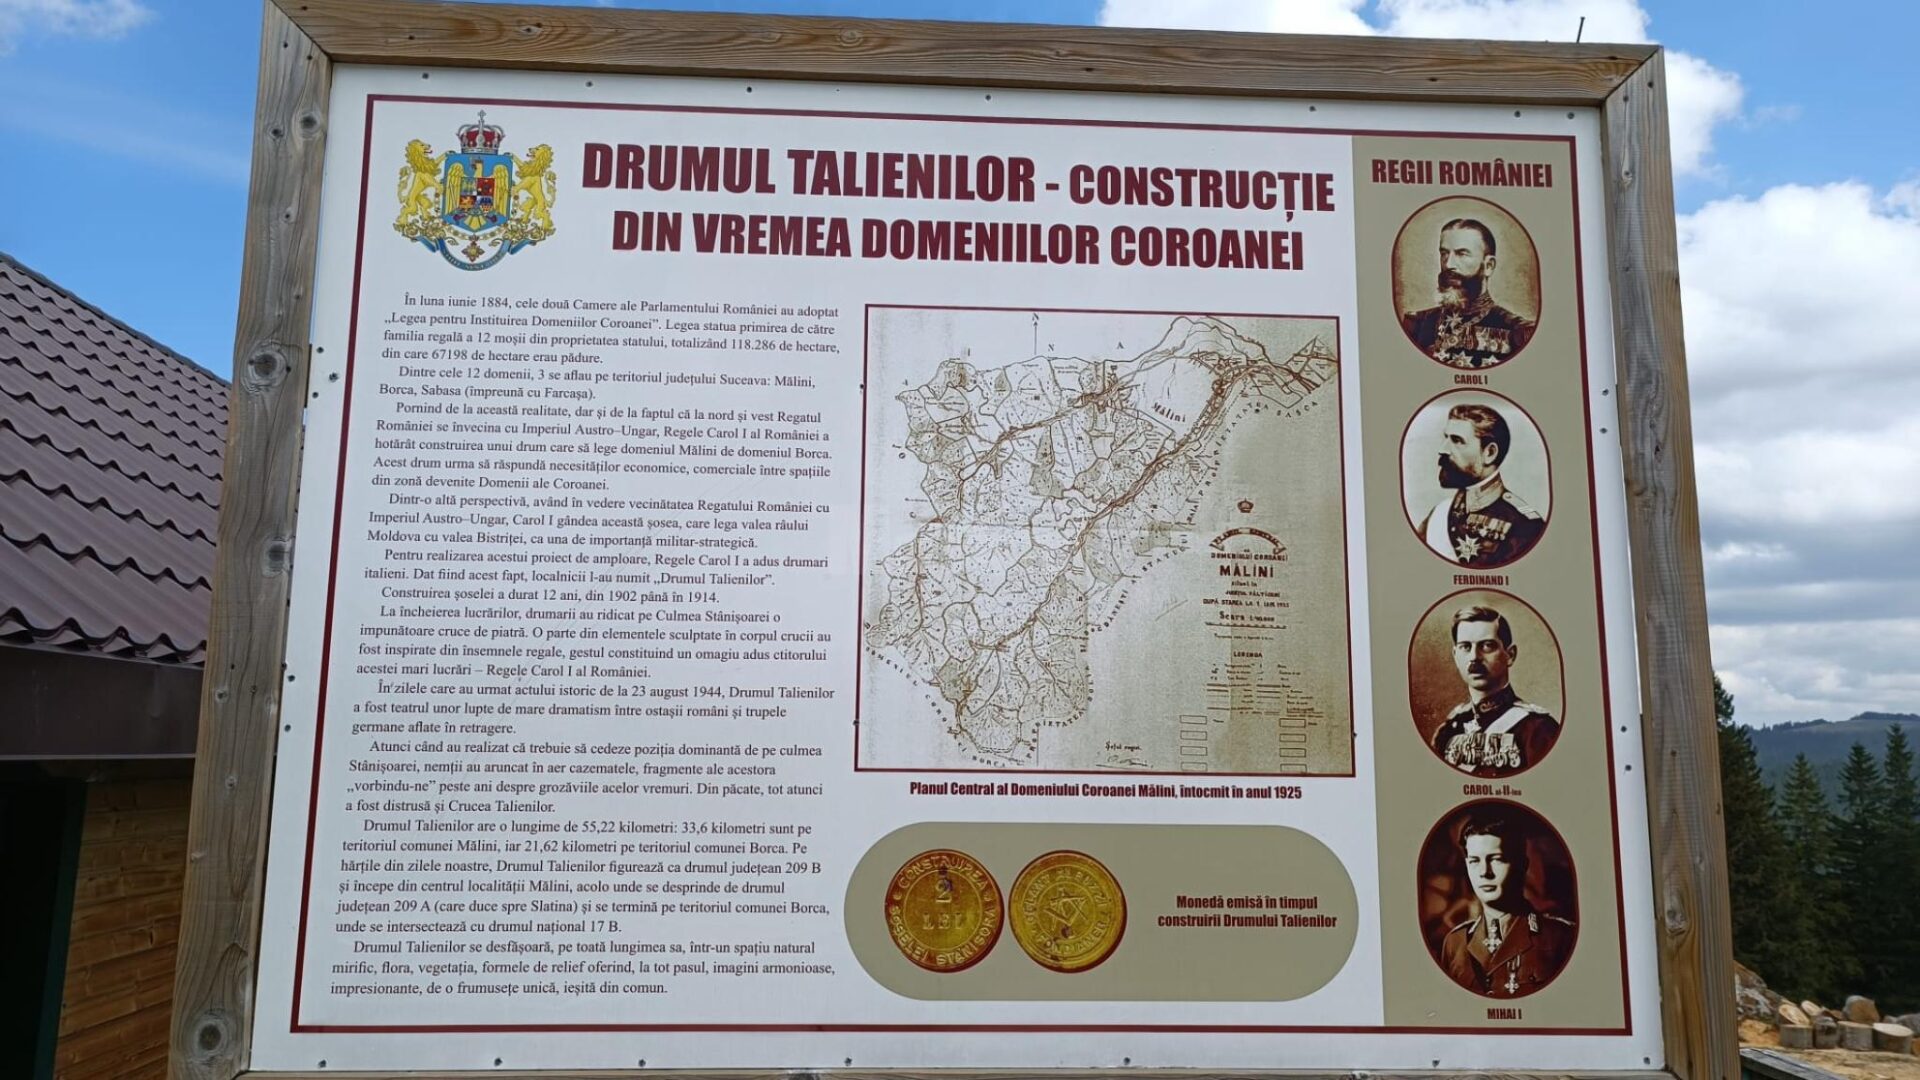 DRUMUL TALIENILOR - CONSTRUCȚIE
DIN VREMEA DOMENIILOR COROANEI
În luna iunie 1884, cele două Camere ale Parlamentului României au adoptat
„Legea pentru Instituirea Domeniilor Coroanei”. Legea statua primirea de către
familia regală a 12 moșii din proprietatea statului, totalizând 118.286 de hectare,
din care 67198 de hectare erau pădure.
Dintre cele 12 domenii, 3 se aflau pe teritoriul județului Suceava: Mălini,
Borca, Sabasa (împreună cu Farcașa).
Pornind de la această realitate, dar și de la faptul că la nord și vest Regatul
României se învecina cu Imperiul Austro–Ungar, Regele Carol I al României a
hotărât construirea unui drum care să lege domeniul Mălini de domeniul Borca.
Acest drum urma să răspundă necesităților economice, comerciale între spațiile
din zonă devenite Domenii ale Coroanei.
Dintr-o altă perspectivă, având în vedere vecinătatea Regatului României cu
Imperiul Austro–Ungar, Carol I gândea această șosea, care lega valea râului
Moldova cu valea Bistriței, ca una de importanță militar-strategică.
Pentru realizarea acestui proiect de amploare, Regele Carol I a adus drumari
italieni. Dat fiind acest fapt, localnicii l-au numit „Drumul Talienilor”.
Construirea șoselei a durat 12 ani, din 1902 până în 1914.
La încheierea lucrărilor, drumarii au ridicat pe Culmea Stânișoarei o
impunătoare cruce de piatră. O parte din elementele sculptate în corpul crucii au
fost inspirate din însemnele regale, gestul constituind un omagiu adus ctitorului
acestei mari lucrări – Regele Carol I al României.
În zilele care au urmat actului istoric de la 23 august 1944, Drumul Talienilor
a fost teatrul unor lupte de mare dramatism între ostașii români și trupele
germane aflate în retragere.
Atunci când au realizat că trebuie să cedeze poziția dominantă de pe culmea
Stânișoarei, nemții au aruncat în aer cazematele, fragmente ale acestora
„vorbindu-ne” peste ani despre grozăviile acelor vremuri. Din păcate, tot atunci
a fost distrusă și Crucea Talienilor.
Drumul Talienilor are o lungime de 55,22 kilometri: 33,6 kilometri sunt pe
teritoriul comunei Mălini, iar 21,62 kilometri pe teritoriul comunei Borca. Pe
hărțile din zilele noastre, Drumul Talienilor figurează ca drumul județean 209 B
și începe din centrul localității Mălini, acolo unde se desprinde de drumul
județean 209 A (care duce spre Slatina) și se termină pe teritoriul comunei Borca,
unde se intersectează cu drumul național 17 B.
Drumul Talienilor se desfășoară, pe toată lungimea sa, într-un spațiu natural
mirific, flora, vegetația, formele de relief oferind, la tot pasul, imagini armonioase,
impresionante, de o frumusețe unică, ieșită din comun.
N
Mălini
DOMENIULUI COROANEI
MĂLINI
LEGENDA
BORCA
Planul Central al Domeniului Coroanei Mălini, întocmit în anul 1925
CONSTRUIREA
2
LEI
SOSELEI STANISOARA
Monedă emisă în timpul
construirii Drumului Talienilor
REGII ROMÂNIEI
CAROL I
FERDINAND I
CAROL al-II-lea
MIHAI I